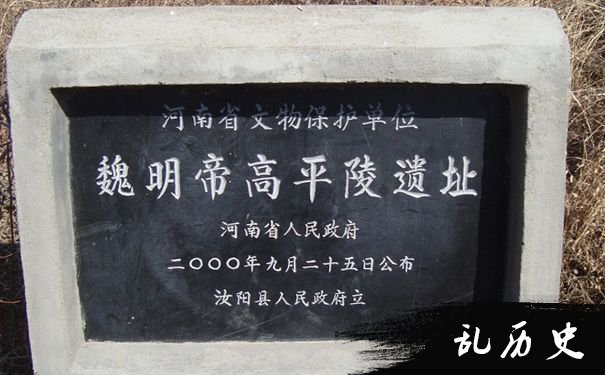 河南省文物保护单位
魏明帝高平陵遗址
河南省人民政府
二〇〇〇年九月二十五日公布
汝阳县人民政府立
乱历史